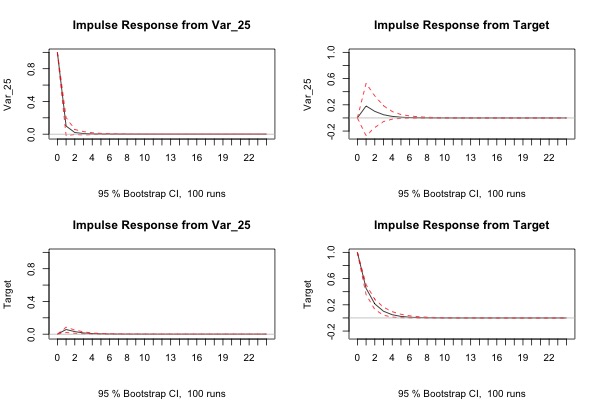 Impulse Response from Var_25
Var_25
0.0 0.4 0.8
0 2 4 6 8 10 13 16 19 22
95 % Bootstrap CI,  100 runs
Impulse Response from Target
Var_25
-0.2 0.2 0.6 1.0
0 2 4 6 8 10 13 16 19 22
95 % Bootstrap CI,  100 runs
Impulse Response from Var_25
Target
0.0 0.4 0.8
0 2 4 6 8 10 13 16 19 22
95 % Bootstrap CI,  100 runs
Impulse Response from Target
Target
-0.2 0.2 0.6 1.0
0 2 4 6 8 10 13 16 19 22
95 % Bootstrap CI,  100 runs